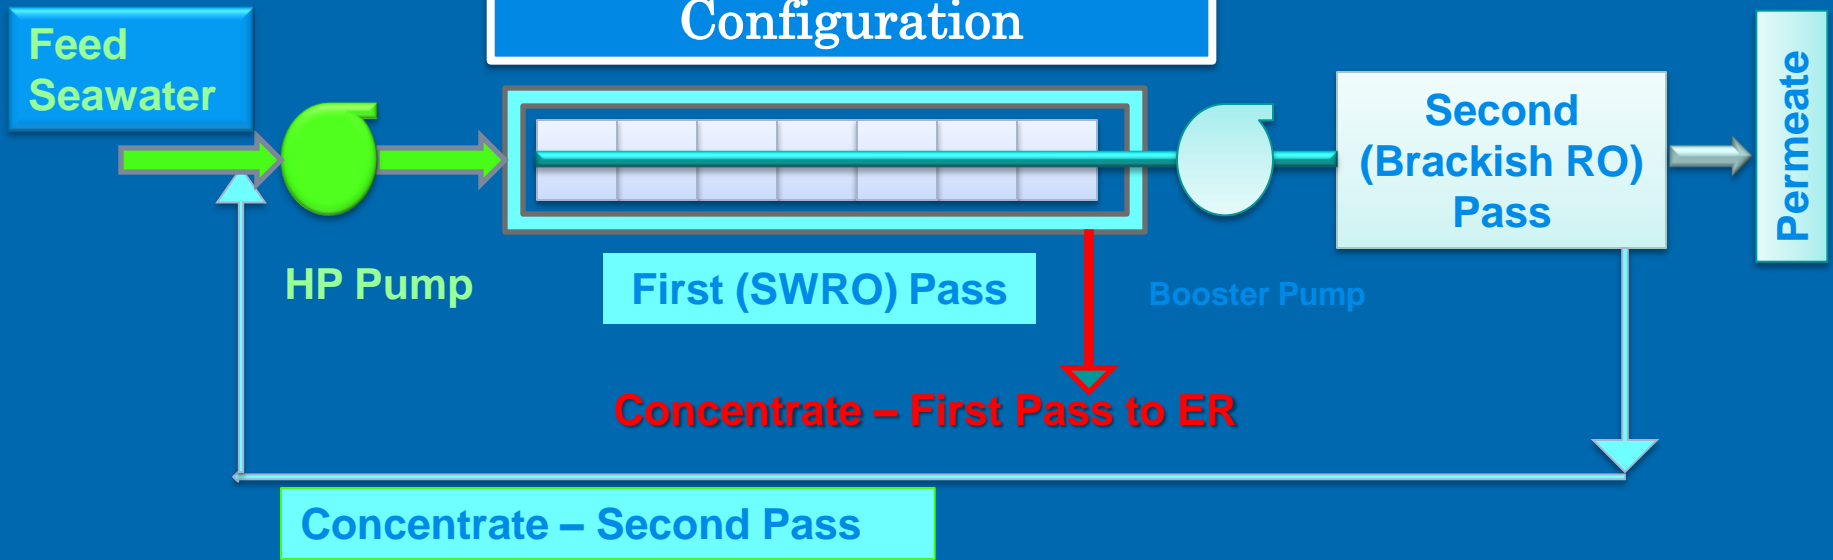 Configuration
Feed
Seawater
HP Pump
First (SWRO) Pass
Booster Pump
Second
(Brackish RO)
Pass
Permeate
Concentrate – First Pass to ER
Concentrate – Second Pass